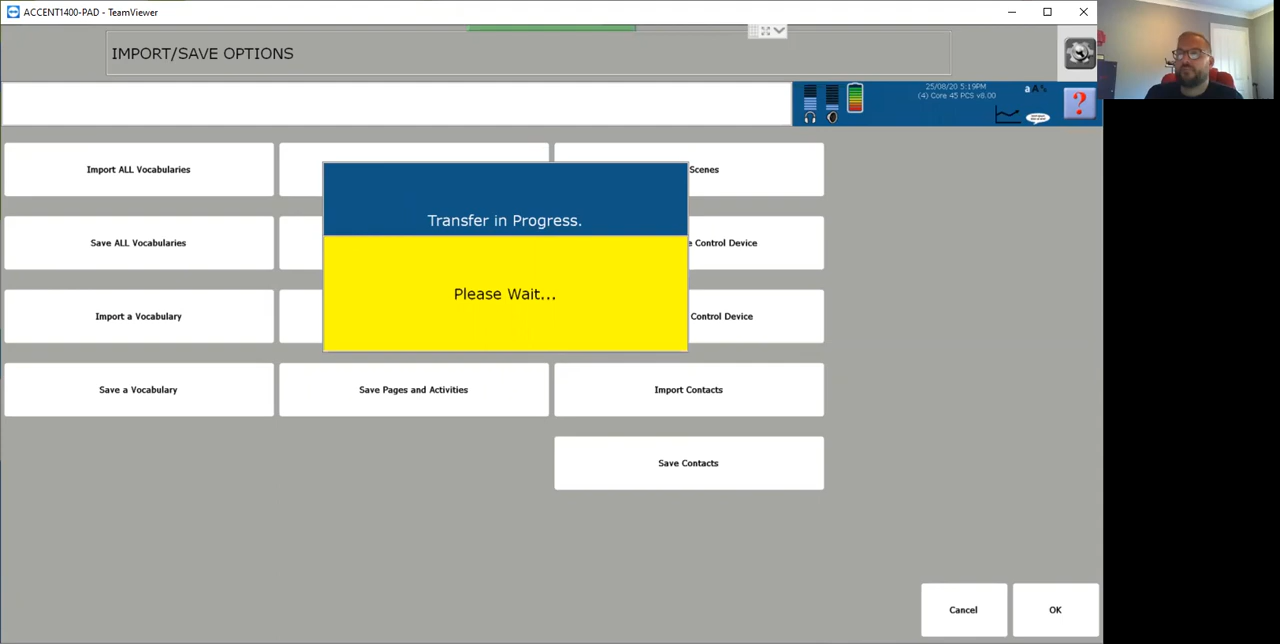 ACCENT1400-PAD - TeamViewer
IMPORT/SAVE OPTIONS
25/08/20 5:19PM
(4) Core 45 PCS v8.00
?
Import ALL Vocabularies
Scenes
Transfer in Progress.
Save ALL Vocabularies
Control Device
Please Wait...
Import a Vocabulary
Control Device
Save a Vocabulary
Save Pages and Activities
Import Contacts
Save Contacts
Cancel
OK